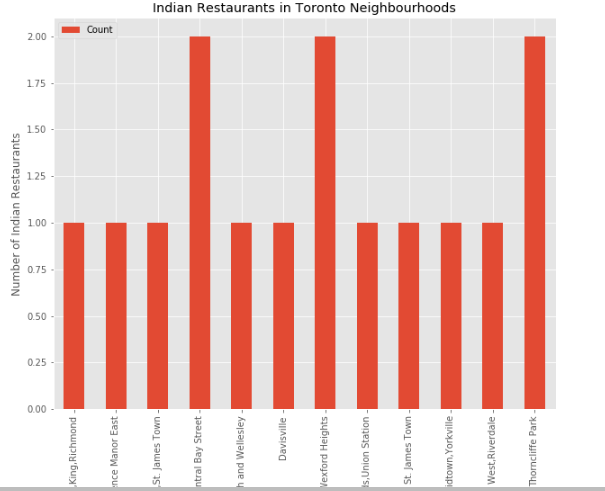 Indian Restaurants in Toronto Neighbourhoods
Count
Number of Indian Restaurants
2.00
1.75
1.50
1.25
1.00
0.75
0.50
0.25
0.00
,King,Richmond
ence Manor East
,St. James Town
ntral Bay Street
h and Wellesley
Davisville
Wexford Heights
ds,Union Station
St. James Town
idtown,Yorkville
West,Riverdale
Thorncliffe Park